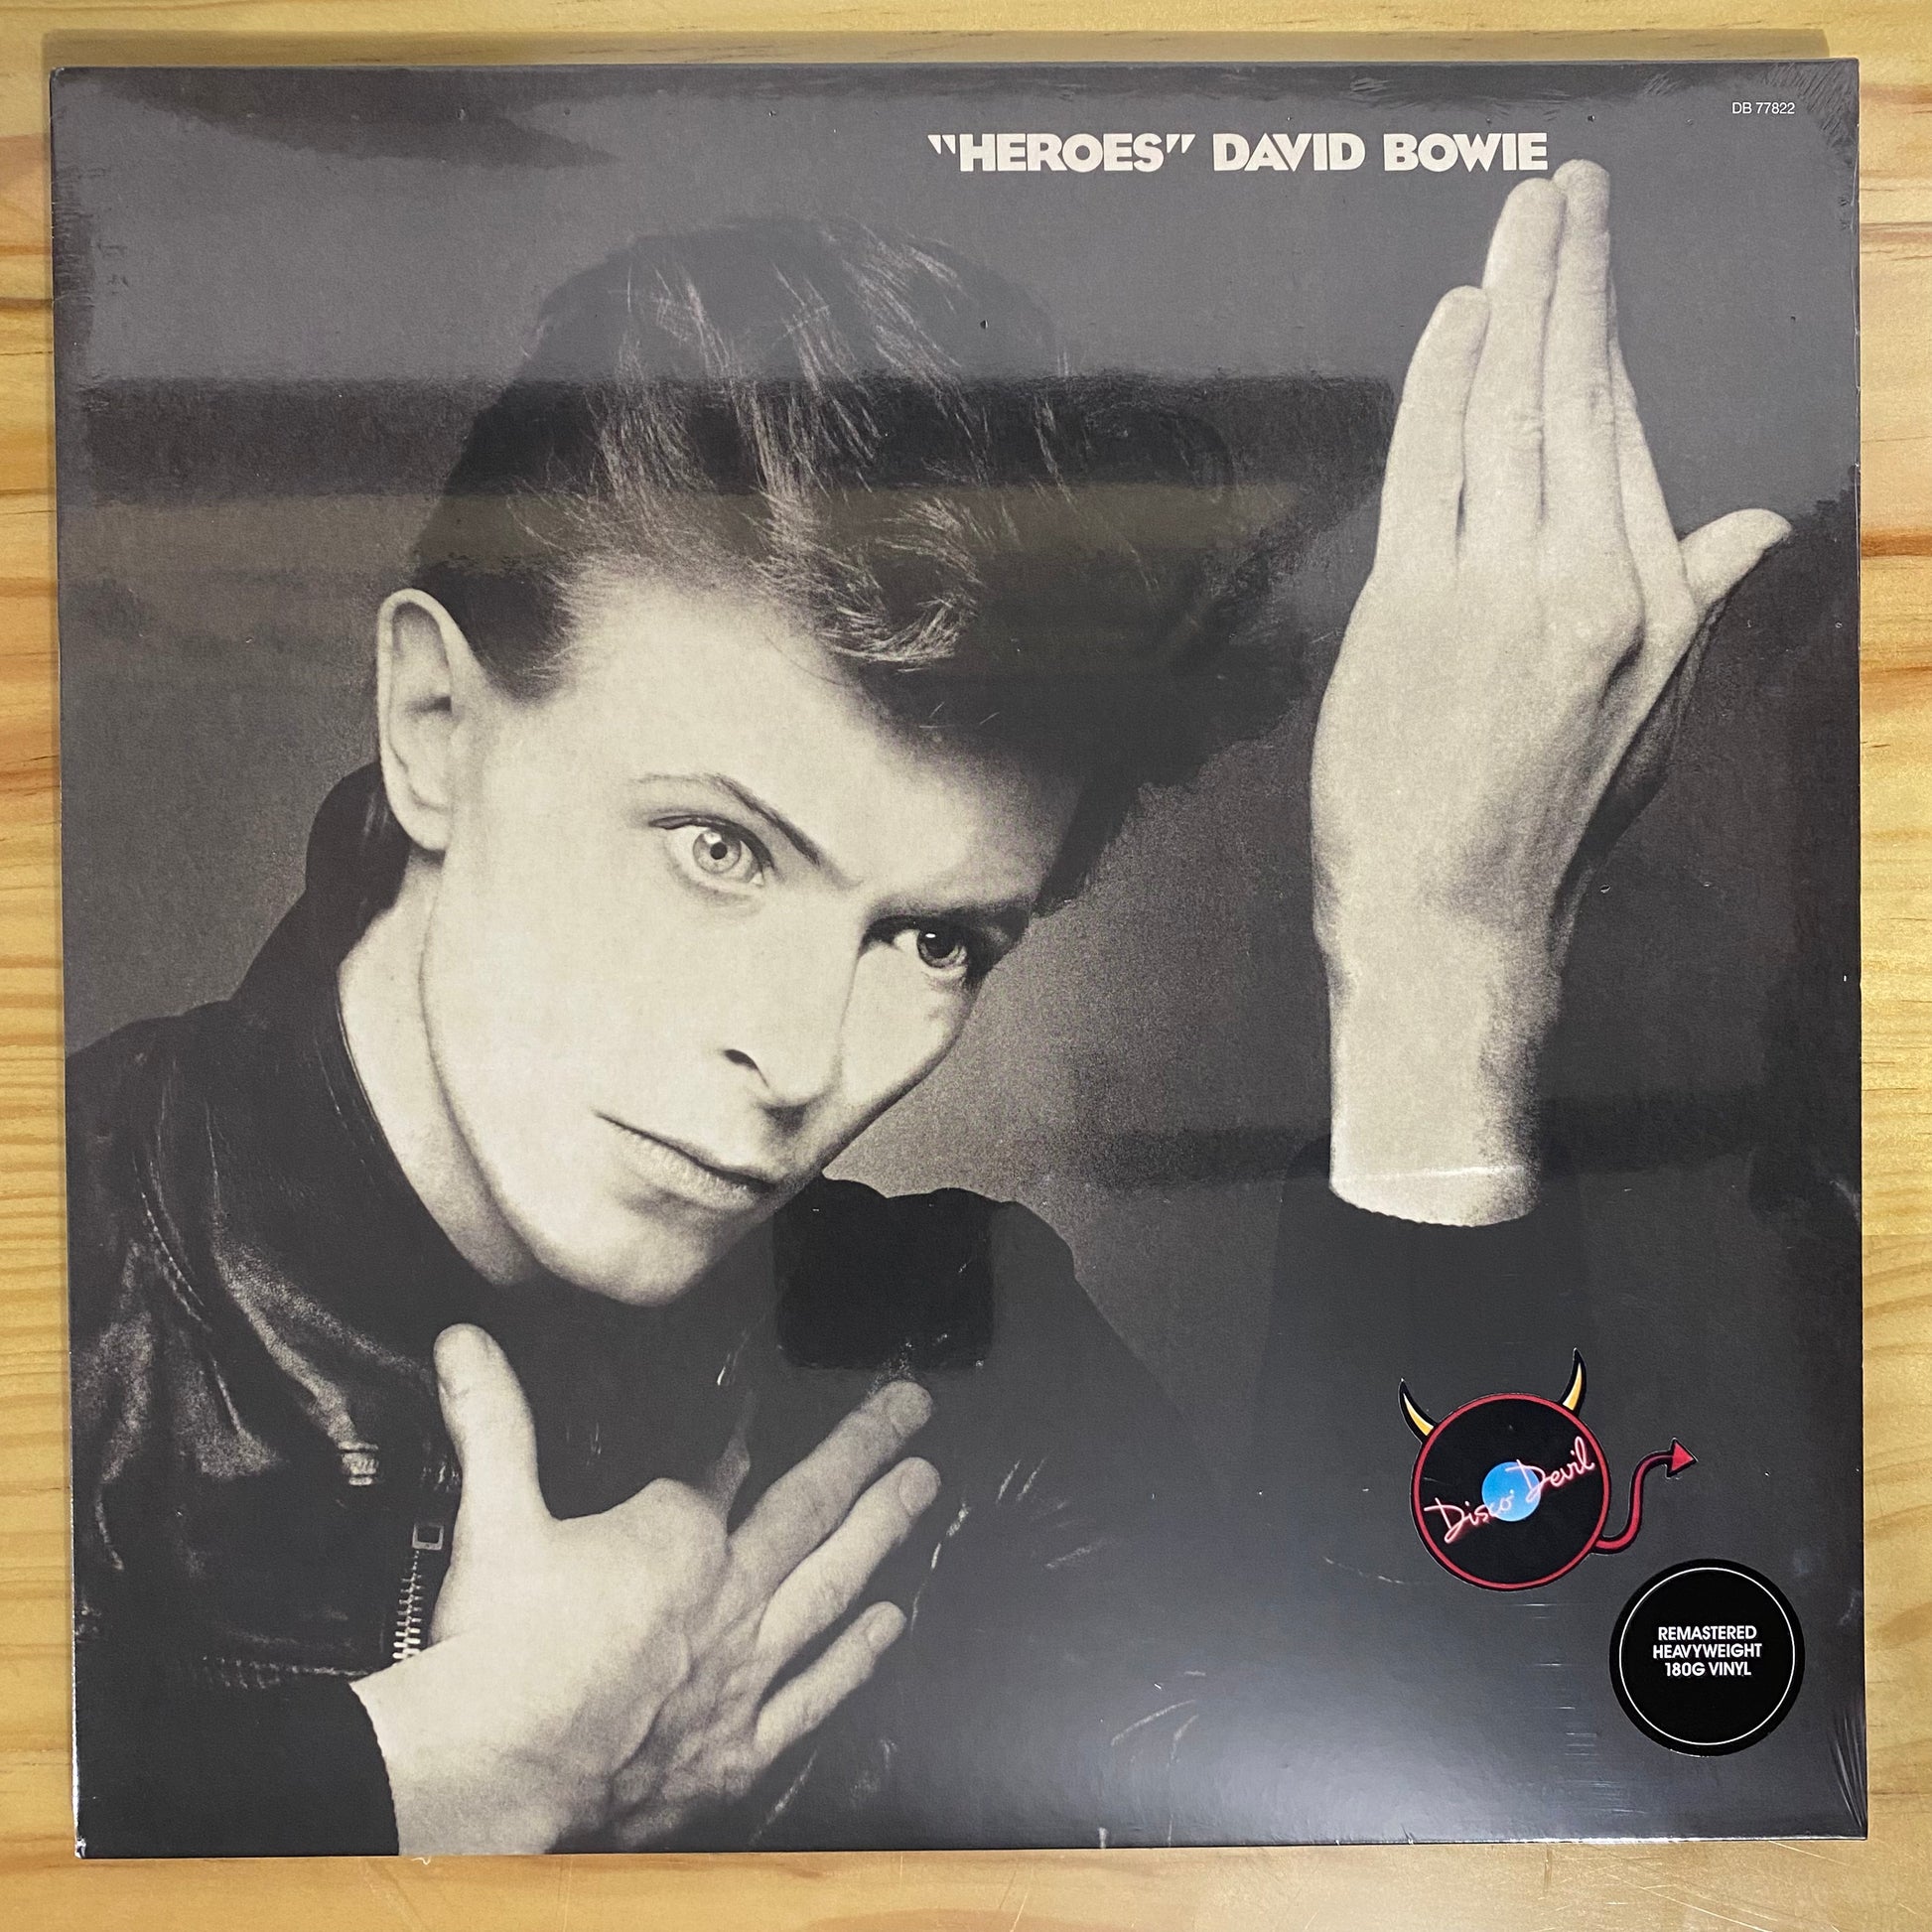 DB 77822
"HEROES" DAVID BOWIE
Disco Devil
REMASTERED
HEAVYWEIGHT
180G VINYL